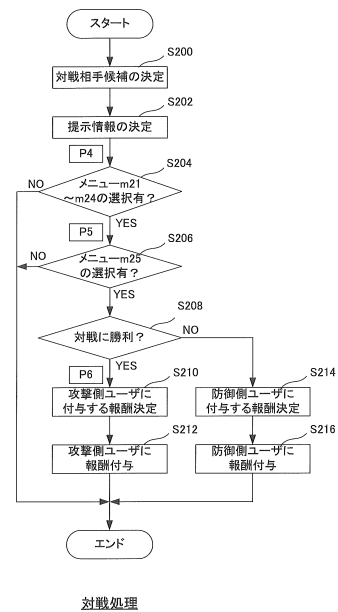 スタート
S200
対戦相手候補の決定
S202
提示情報の決定
P4
S204
NO
メニューm21
～m24の選択有？
YES
P5
S206
NO
メニューm25
の選択有？
YES
S208
対戦に勝利？
NO
YES
P6
S210
攻撃側ユーザに
付与する報酬決定
S214
防御側ユーザに
付与する報酬決定
S212
攻撃側ユーザに
報酬付与
S216
防御側ユーザに
報酬付与
エンド
対戦処理